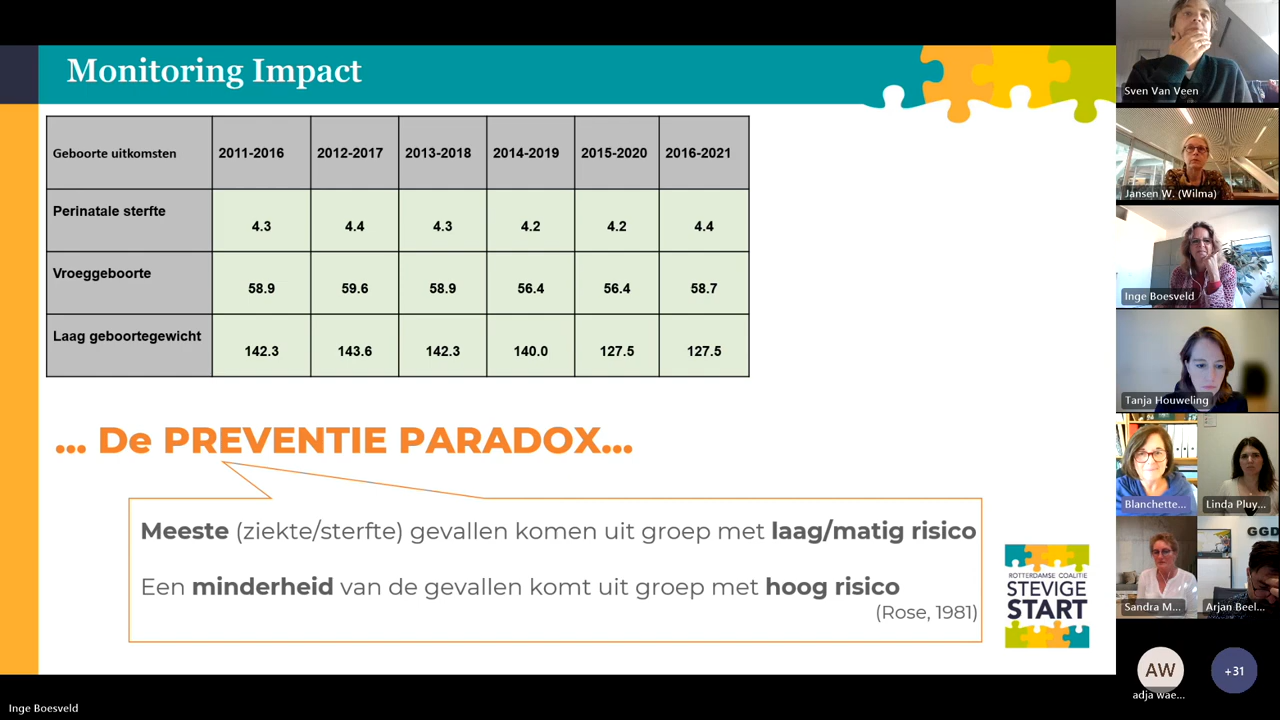 Monitoring Impact
Geboorte uitkomsten 2011-2016 2012-2017 2013-2018 2014-2019 2015-2020 2016-2021
Perinatale sterfte 4.3 4.4 4.3 4.2 4.2 4.4
Vroeggeboorte 58.9 59.6 58.9 56.4 56.4 58.7
Laag geboortegewicht 142.3 143.6 142.3 140.0 127.5 127.5
... De PREVENTIE PARADOX...
Meeste (ziekte/sterfte) gevallen komen uit groep met laag/matig risico
Een minderheid van de gevallen komt uit groep met hoog risico
(Rose, 1981)
ROTTERDAMSE COALITIE
STEVIGE
START
Sven Van Veen
Jansen W. (Wilma)
Inge Boesveld
Tanja Houweling
Blanchette...
Linda Pluy...
GGD
Sandra M...
Arjan Beel...
AW
+31
adja wae...
Inge Boesveld